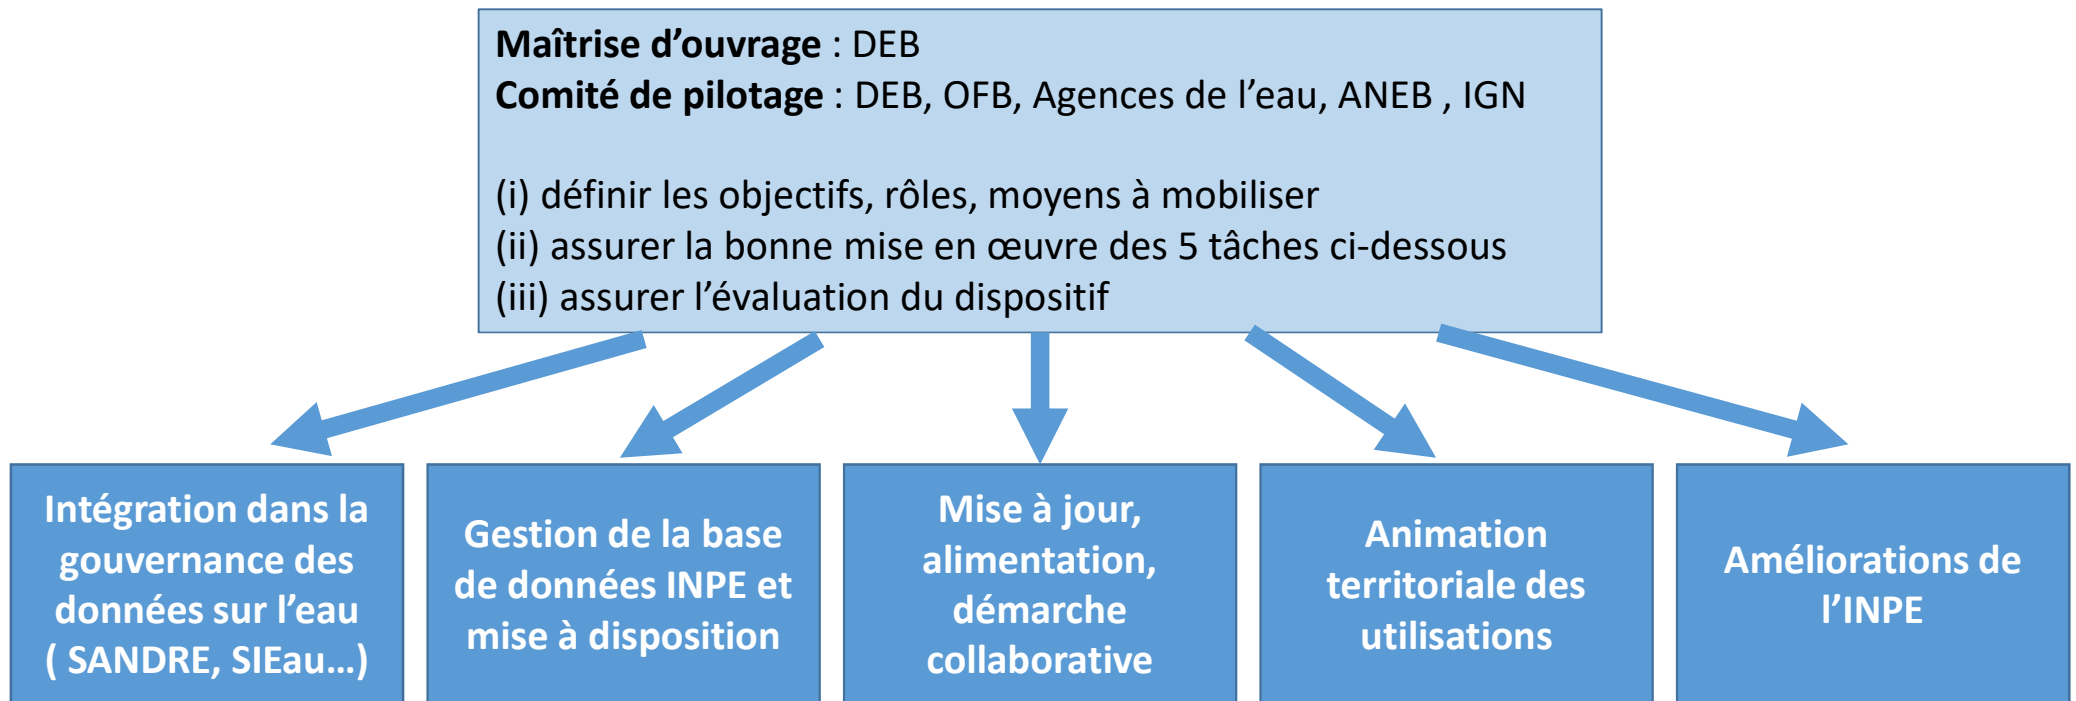 Maîtrise d’ouvrage : DEB
Comité de pilotage : DEB, OFB, Agences de l’eau, ANEB , IGN
(i) définir les objectifs, rôles, moyens à mobiliser
(ii) assurer la bonne mise en œuvre des 5 tâches ci-dessous
(iii) assurer l’évaluation du dispositif
Intégration dans la
gouvernance des
données sur l’eau
( SANDRE, SIEau…)
Gestion de la base
de données INPE et
mise à disposition
Mise à jour,
alimentation,
démarche
collaborative
Animation
territoriale des
utilisations
Améliorations de
l’INPE